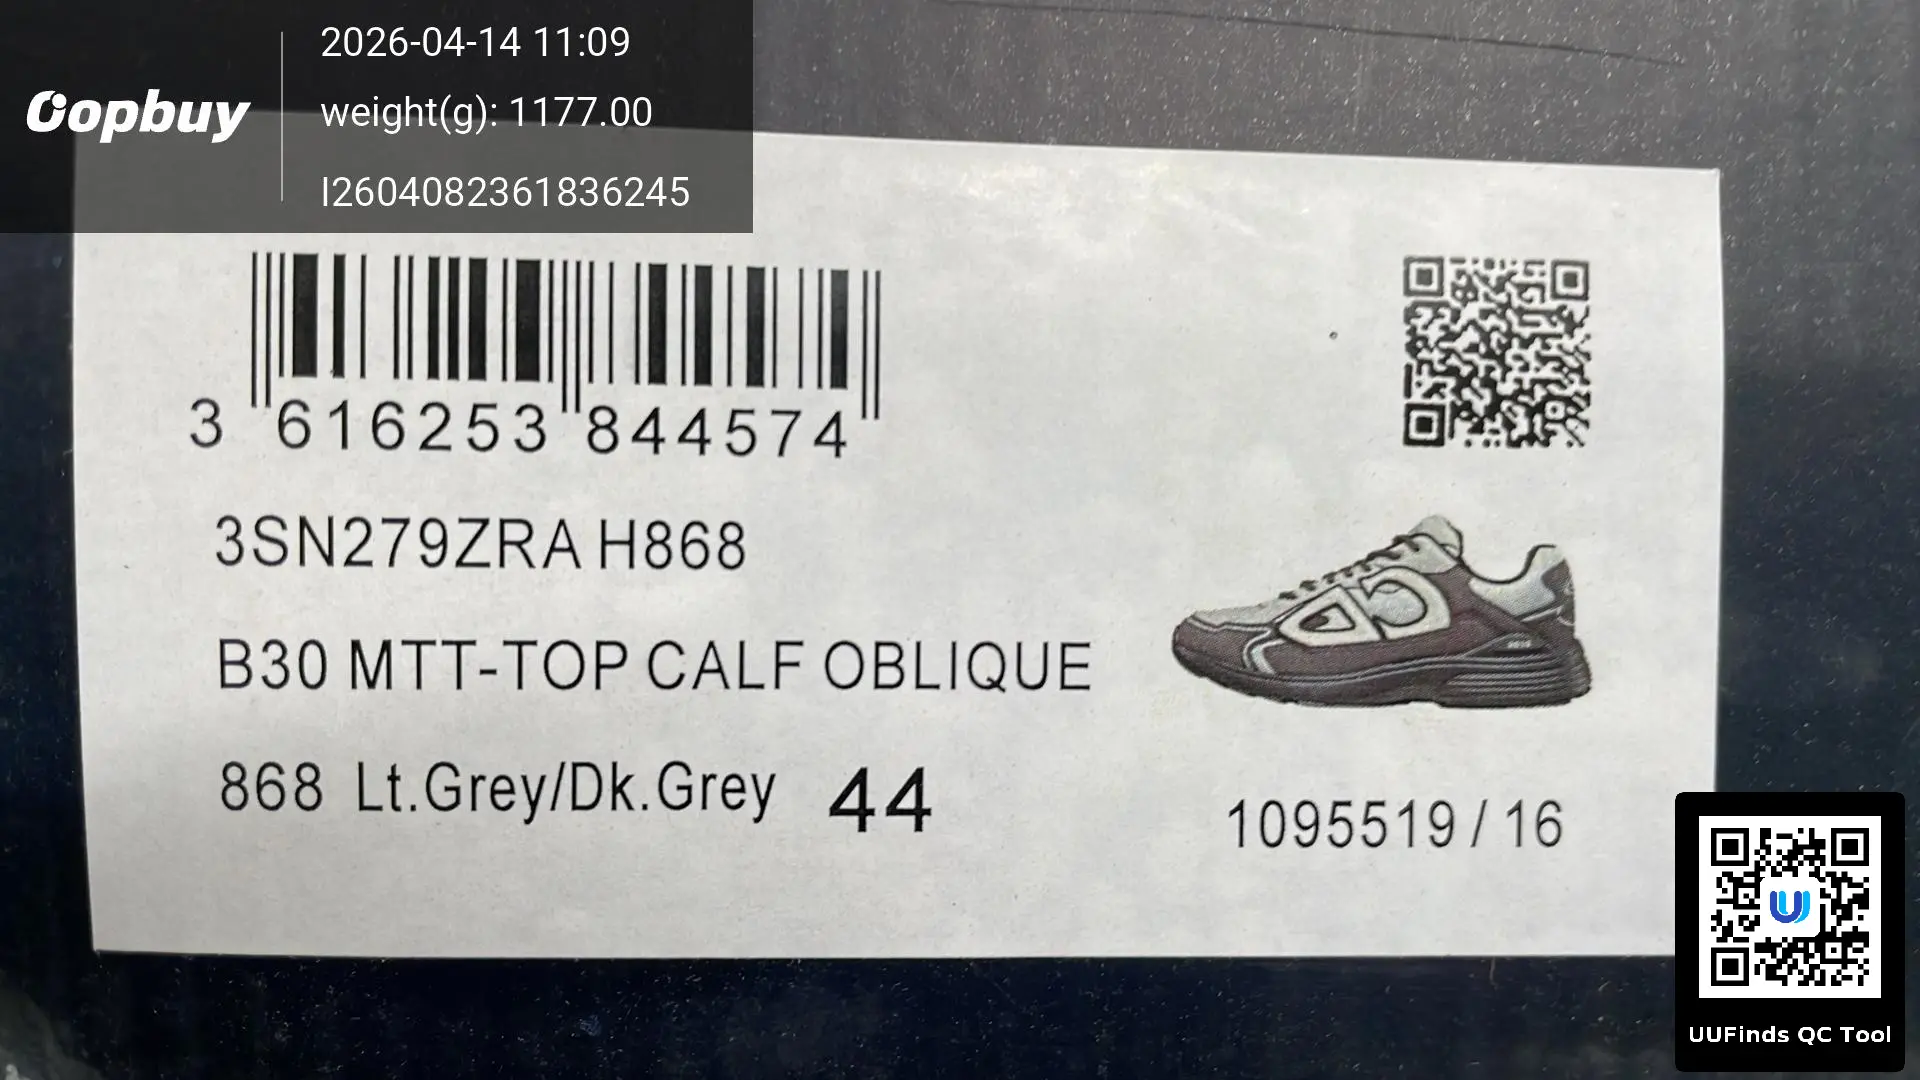 Oopbuy
2026-04-14 11:09
weight(g): 1177.00
I2604082361836245
3 616253 844574
3SN279ZRA H868
B30 MTT-TOP CALF OBLIQUE
868 Lt.Grey/Dk.Grey 44
1095519 / 16
UUFinds QC Tool